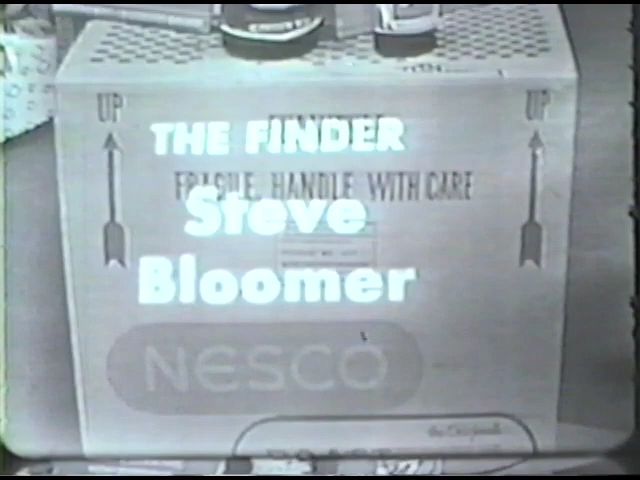 UP
UP
THE FINDER
FRAGILE, HANDLE WITH CARE
Steve
Bloomer
NESCO